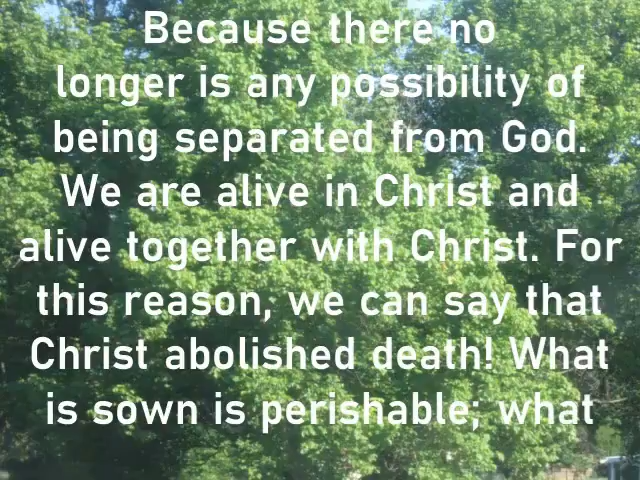 Because there no
longer is any possibility of
being separated from God.
We are alive in Christ and
alive together with Christ. For
this reason, we can say that
Christ abolished death! What
is sown is perishable; what